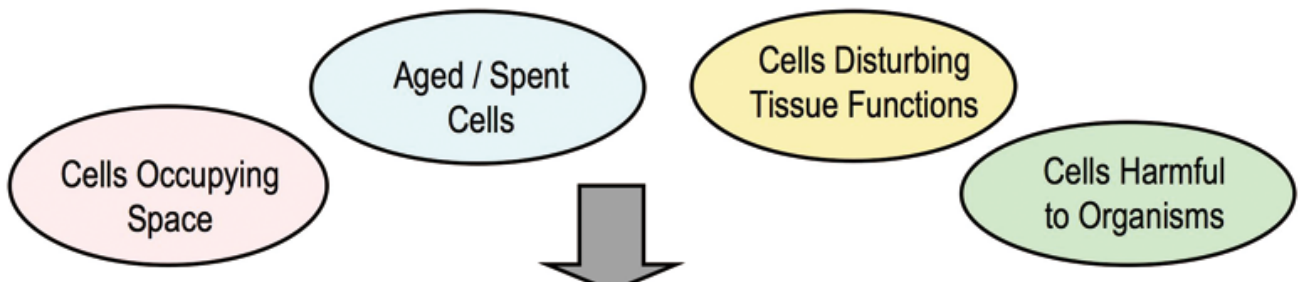 Cells Occupying
Space
Aged / Spent
Cells
Cells Disturbing
Tissue Functions
Cells Harmful
to Organisms